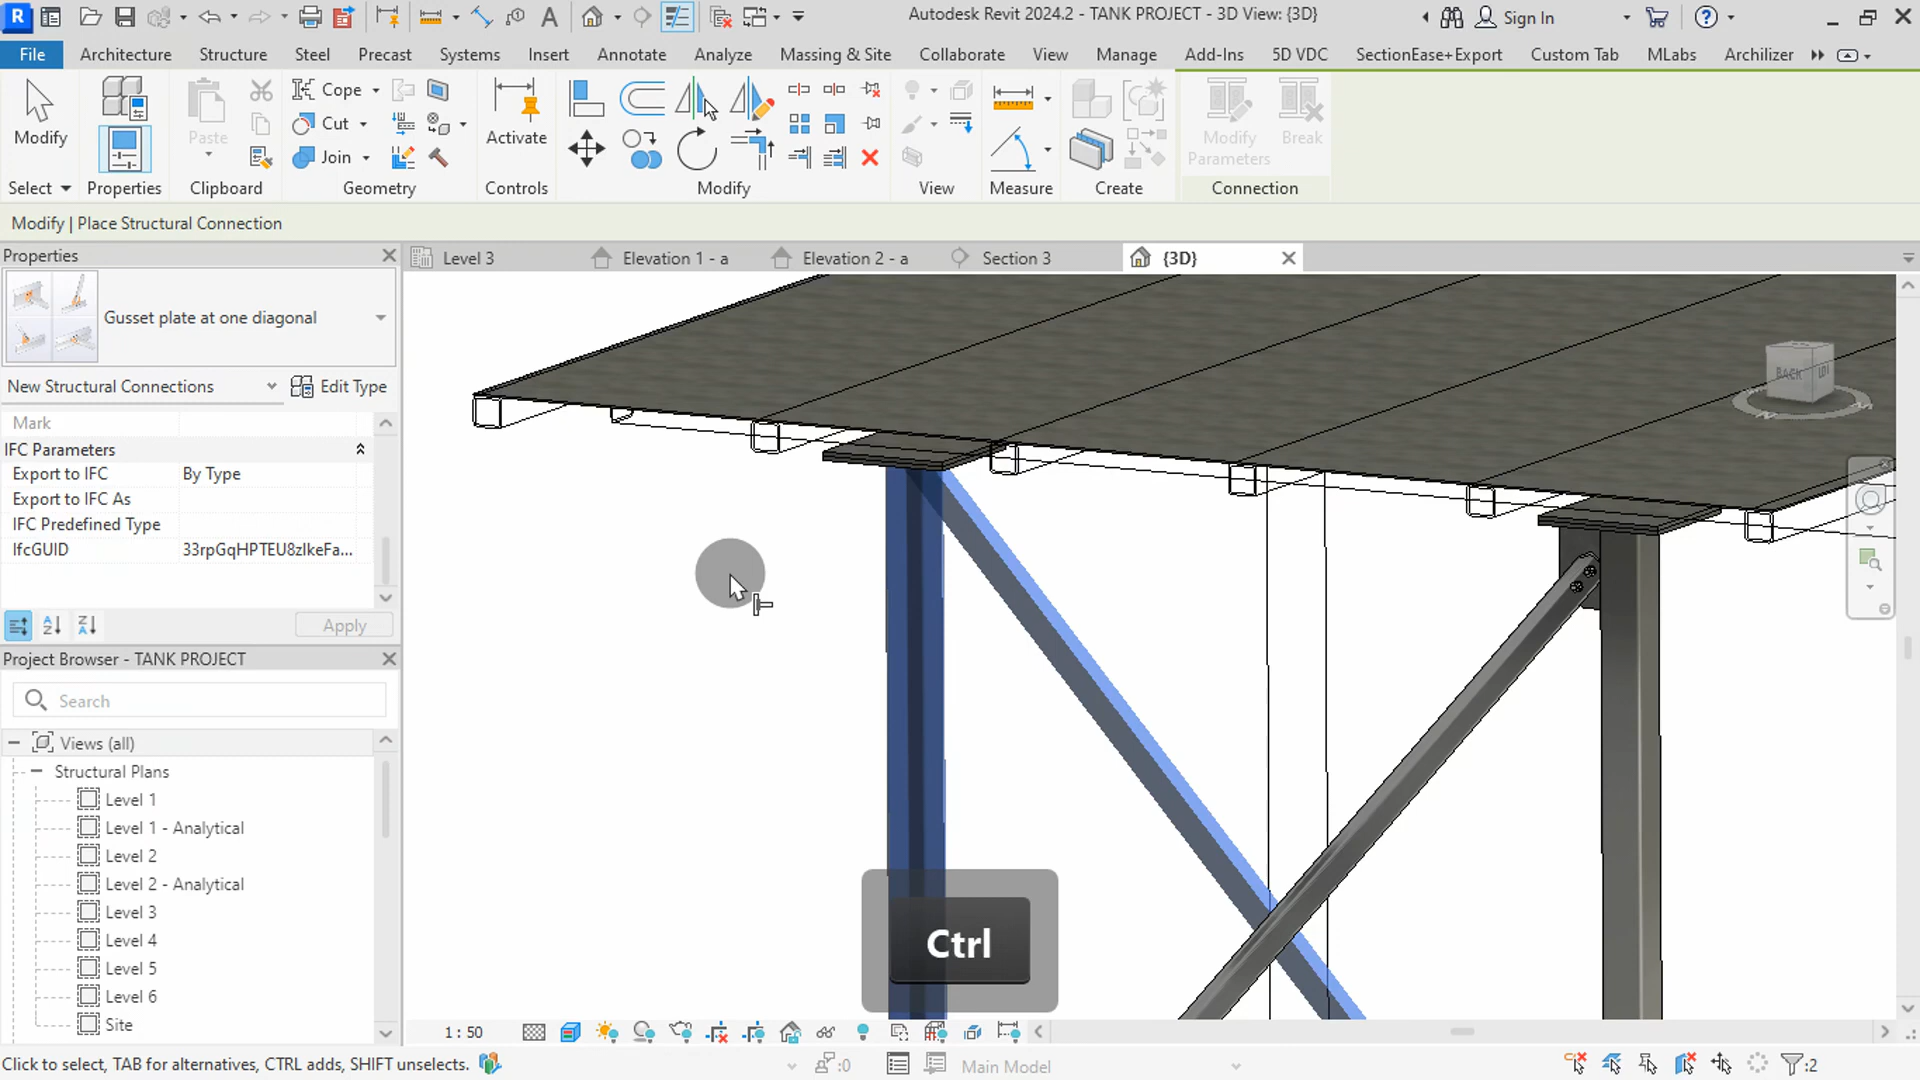 Autodesk Revit 2024.2 - TANK PROJECT - 3D View: {3D}
Sign In
File Architecture Structure Steel Precast Systems Insert Annotate Analyze Massing & Site Collaborate View Manage Add-Ins 5D VDC SectionEase+Export Custom Tab MLabs Archilizer
Modify
Paste
Cope
Cut
Join
Activate
Modify Parameters
Break
Select Properties Clipboard Geometry Controls Modify View Measure Create Connection
Modify | Place Structural Connection
Properties
Level 3 Elevation 1 - a Elevation 2 - a Section 3 {3D}
Gusset plate at one diagonal
New Structural Connections Edit Type
Mark
IFC Parameters
Export to IFC By Type
Export to IFC As
IFC Predefined Type
IfcGUID 33rpGqHPTEU8zIkeFa...
Apply
Project Browser - TANK PROJECT
Search
Views (all)
Structural Plans
Level 1
Level 1 - Analytical
Level 2
Level 2 - Analytical
Level 3
Level 4
Level 5
Level 6
Site
BACK
Ctrl
1 : 50
Click to select, TAB for alternatives, CTRL adds, SHIFT unselects.
:0
Main Model
:2